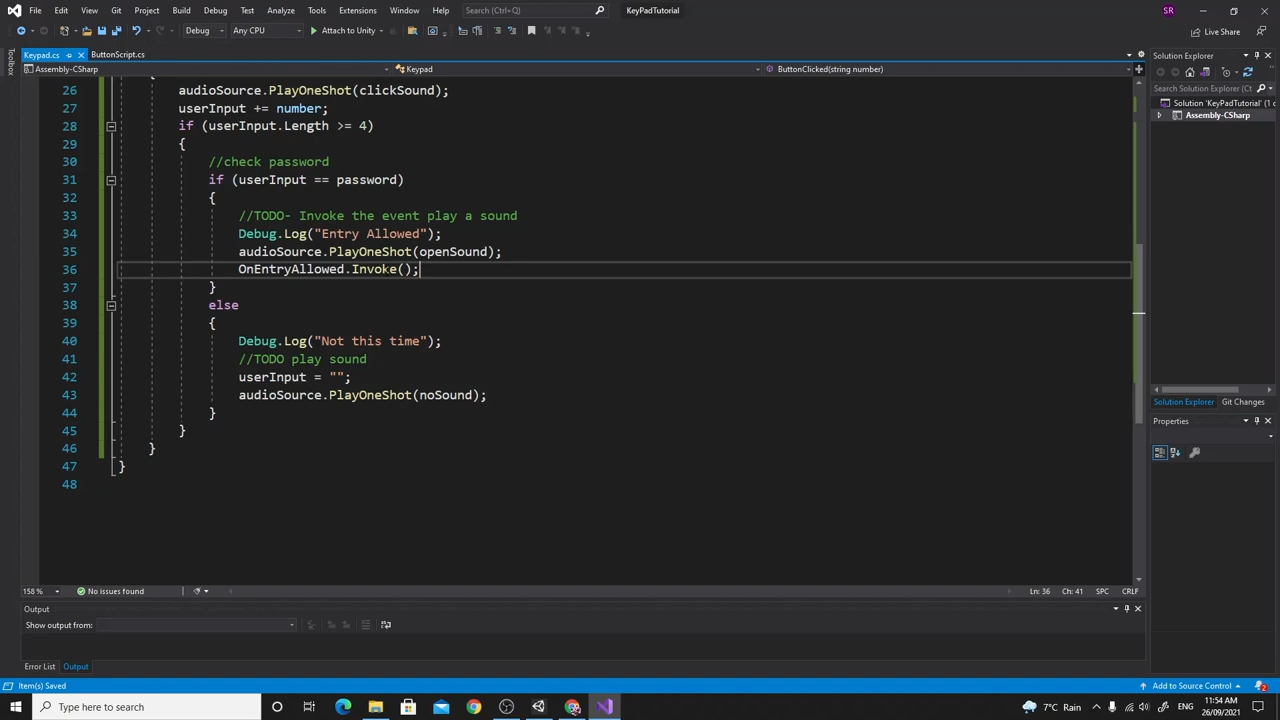 File Edit View Git Project Build Debug Test Analyze Tools Extensions Window Help Search (Ctrl+Q) KeyPadTutorial SR
Debug Any CPU Attach to Unity Live Share
Toolbox
Keypad.cs ButtonScript.cs
Assembly-CSharp Keypad ButtonClicked(string number)
26 audioSource.PlayOneShot(clickSound);
27 userInput += number;
28 if (userInput.Length >= 4)
29 {
30 //check password
31 if (userInput == password)
32 {
33 //TODO- Invoke the event play a sound
34 Debug.Log("Entry Allowed");
35 audioSource.PlayOneShot(openSound);
36 OnEntryAllowed.Invoke();
37 }
38 else
39 {
40 Debug.Log("Not this time");
41 //TODO play sound
42 userInput = "";
43 audioSource.PlayOneShot(noSound);
44 }
45 }
46 }
47 }
48
158 % No issues found Ln: 36 Ch: 41 SPC CRLF
Output
Show output from:
Error List Output
Solution Explorer
Search Solution Explorer
Solution 'KeyPadTutorial' (1 c
Assembly-CSharp
Solution Explorer Git Changes
Properties
Item(s) Saved Add to Source Control 2
Type here to search 7°C Rain ENG 11:54 AM
26/09/2021 2